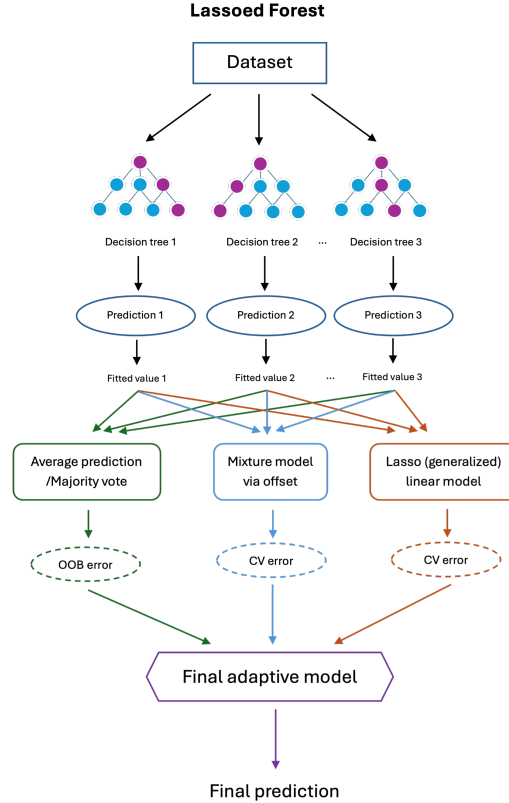 Lassoed Forest
Dataset
Decision tree 1
Decision tree 2
...
Decision tree 3
Prediction 1
Prediction 2
Prediction 3
Fitted value 1
Fitted value 2
...
Fitted value 3
Average prediction
/Majority vote
Mixture model
via offset
Lasso (generalized)
linear model
OOB error
CV error
CV error
Final adaptive model
Final prediction